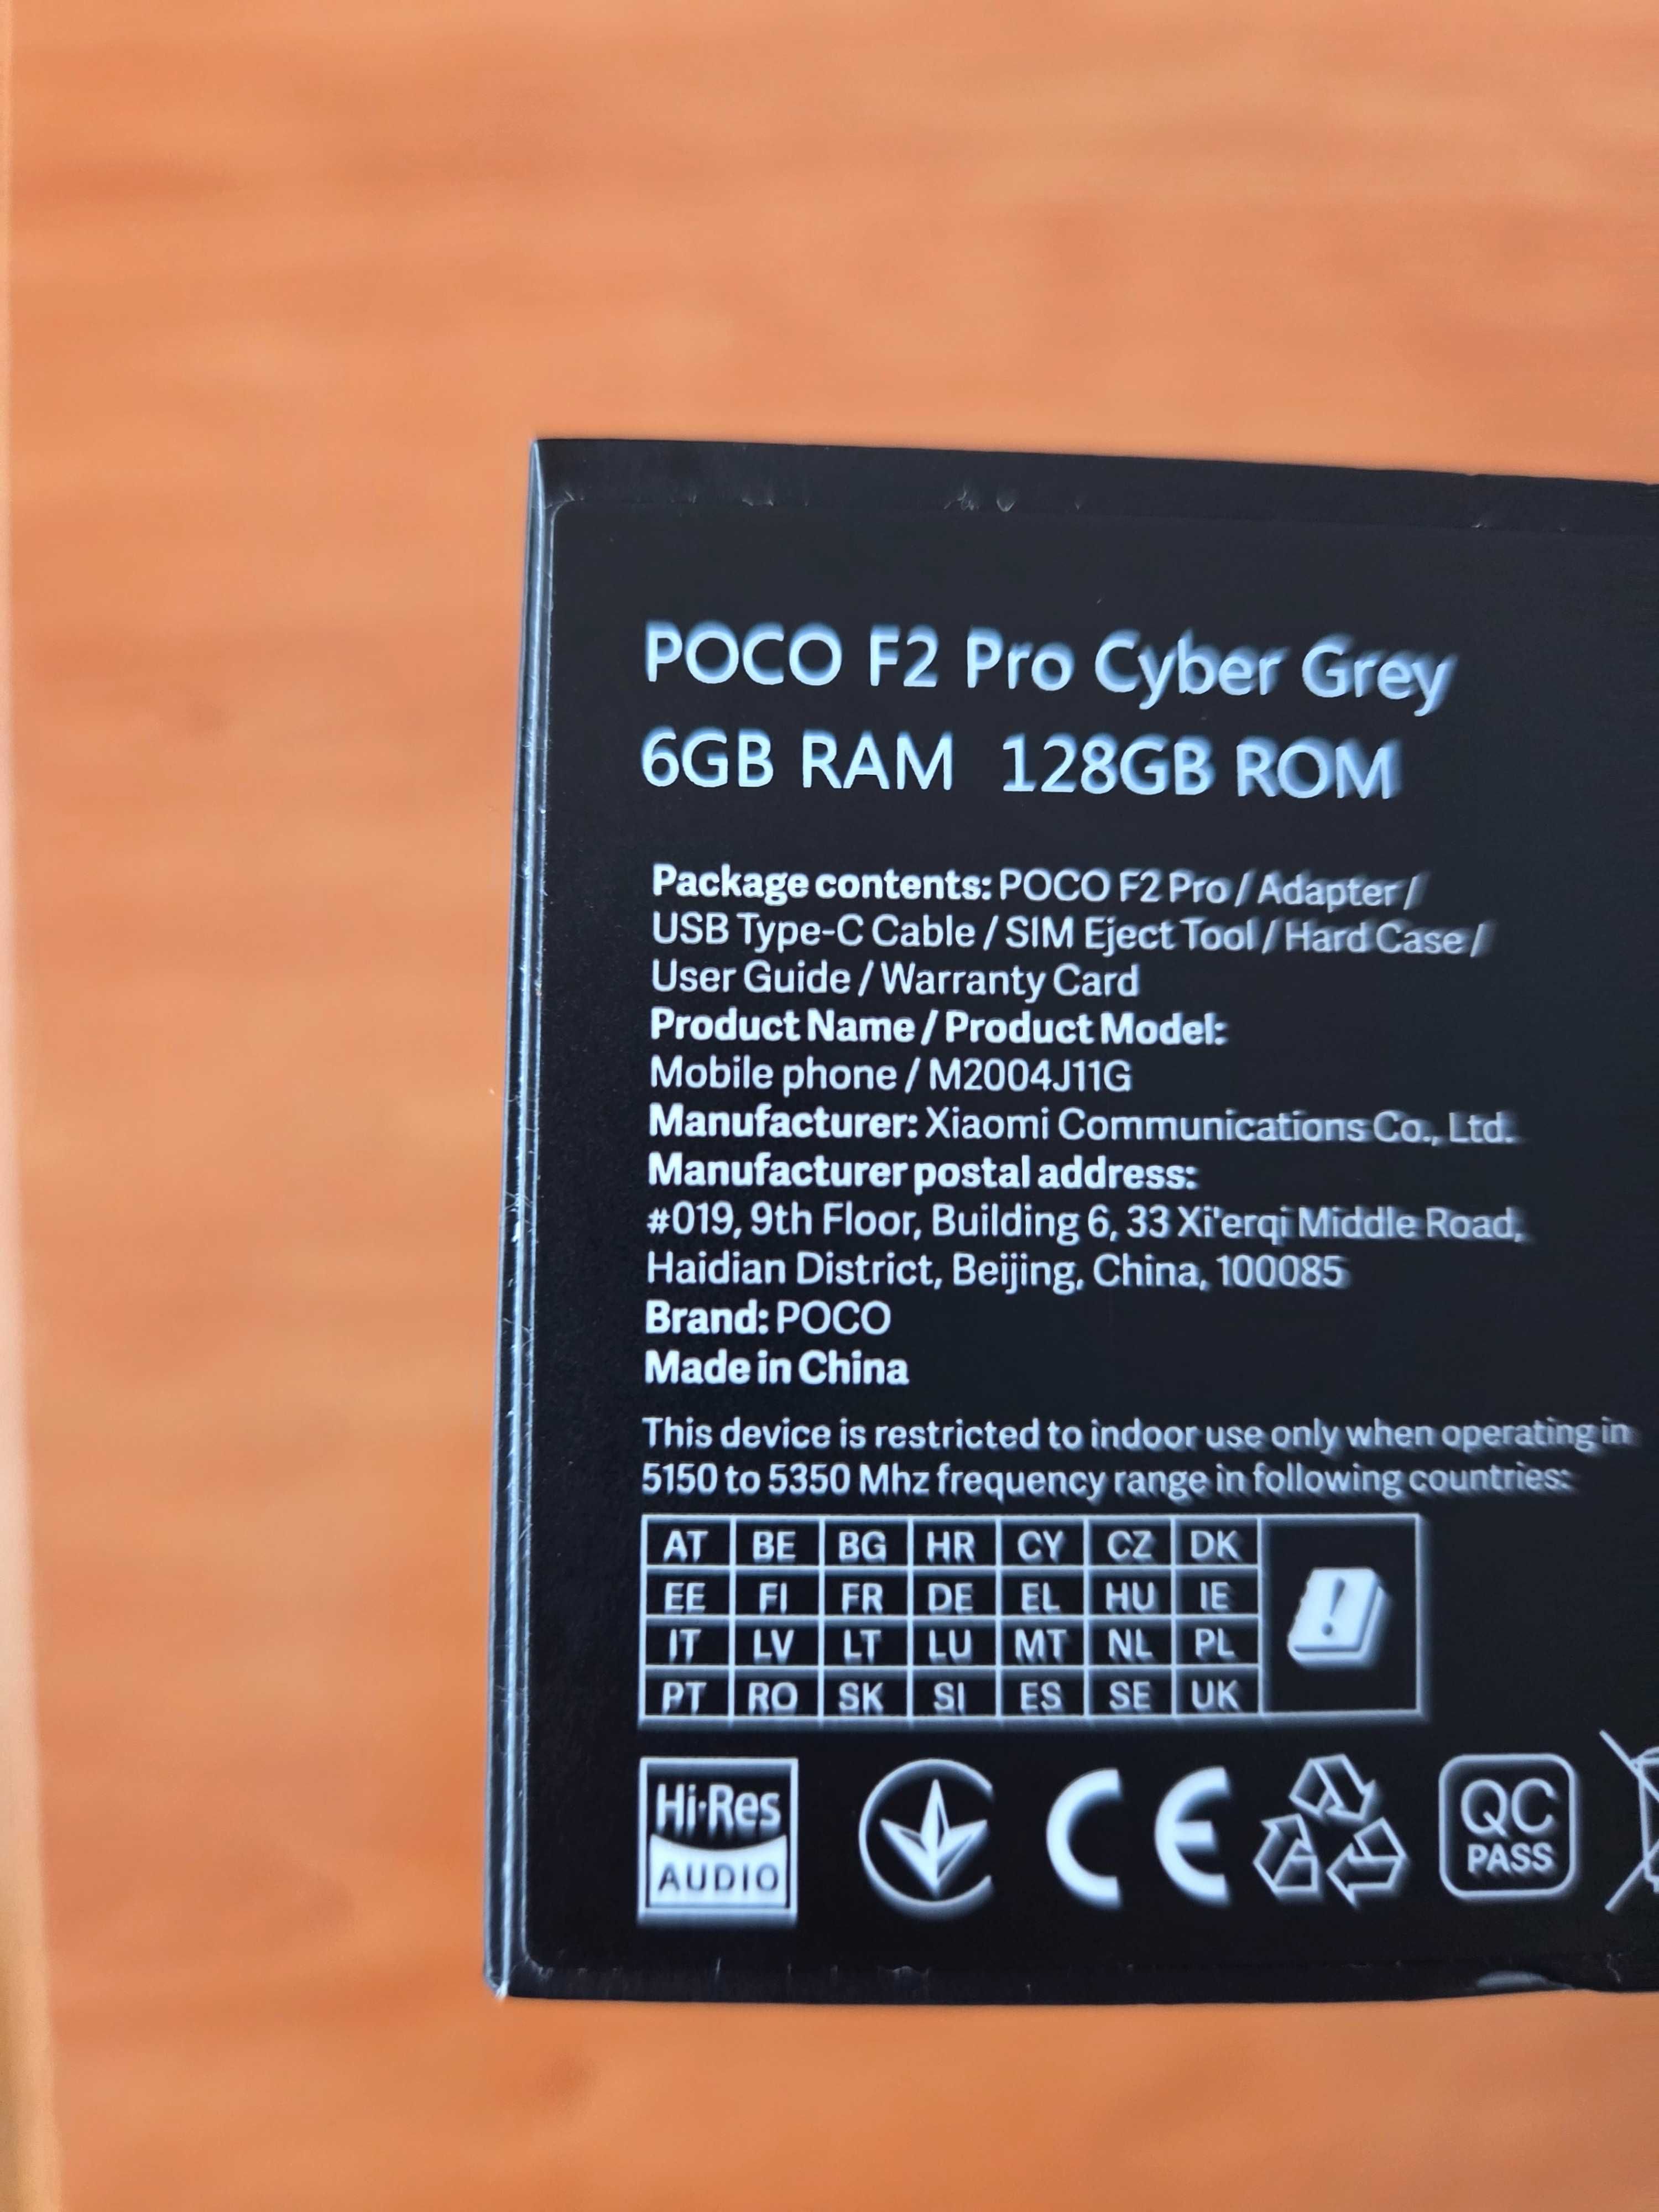 POCO F2 Pro Cyber Grey
6GB RAM 128GB ROM
Package contents: POCO F2 Pro / Adapter /
USB Type-C Cable / SIM Eject Tool / Hard Case /
User Guide / Warranty Card
Product Name / Product Model:
Mobile phone / M2004J11G
Manufacturer: Xiaomi Communications Co., Ltd.
Manufacturer postal address:
#019, 9th Floor, Building 6, 33 Xi'erqi Middle Road,
Haidian District, Beijing, China, 100085
Brand: POCO
Made in China
This device is restricted to indoor use only when operating in
5150 to 5350 Mhz frequency range in following countries:
AT BE BG HR CY CZ DK
EE FI FR DE EL HU IE
IT LV LT LU MT NL PL
PT RO SK SI ES SE UK
!
Hi-Res
AUDIO
CE
QC
PASS